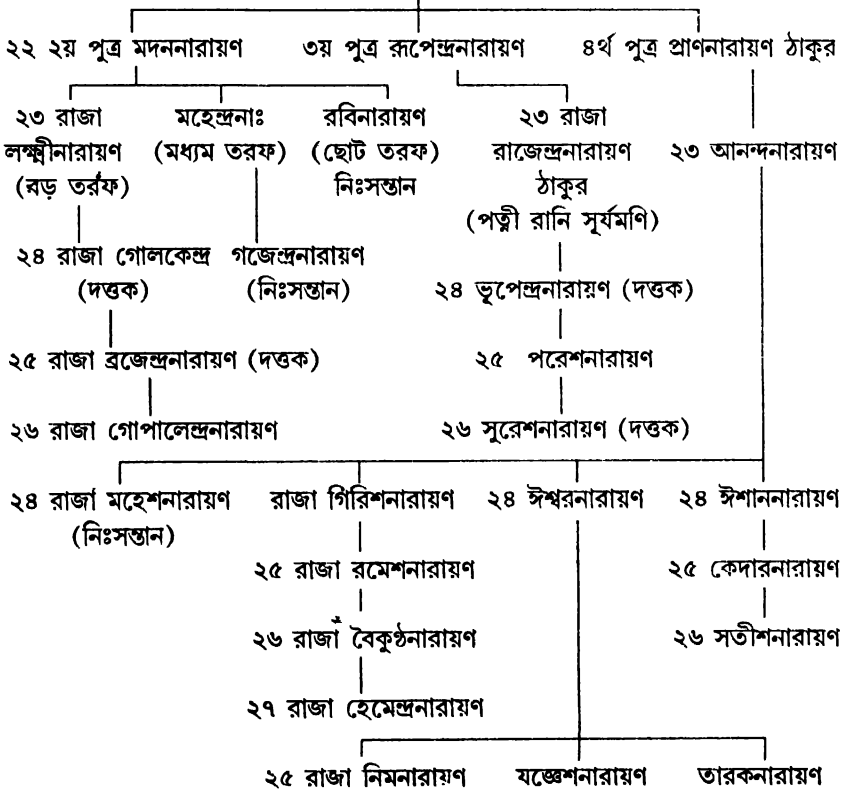 ২২ ২য় পুত্র মদননারায়ণ ৩য় পুত্র রূপেন্দ্রনারায়ণ ৪র্থ পুত্র প্রাণনারায়ণ ঠাকুর
২৩ রাজা মহেন্দ্রনাঃ রবিনারায়ণ ২৩ রাজা
লক্ষ্মীনারায়ণ (মধ্যম তরফ) (ছোট তরফ) রাজেন্দ্রনারায়ণ ২৩ আনন্দনারায়ণ
(বড় তর্রফ) নিঃসন্তান ঠাকুর
(পত্নী রানি সূর্যমণি)
২৪ রাজা গোলকেন্দ্র গজেন্দ্রনারায়ণ
(দত্তক) (নিঃসন্তান) ২৪ ভূপেন্দ্রনারায়ণ (দত্তক)
২৫ রাজা ব্রজেন্দ্রনারায়ণ (দত্তক) ২৫ পরেশনারায়ণ
২৬ রাজা গোপালেন্দ্রনারায়ণ ২৬ সুরেশনারায়ণ (দত্তক)
২৪ রাজা মহেশনারায়ণ রাজা গিরিশনারায়ণ ২৪ ঈশ্বরনারায়ণ ২৪ ঈশাননারায়ণ
(নিঃসন্তান)
২৫ রাজা রমেশনারায়ণ ২৫ কেদারনারায়ণ
২৬ রাজা বৈকুণ্ঠনারায়ণ ২৬ সতীশনারায়ণ
২৭ রাজা হেমেন্দ্রনারায়ণ
২৫ রাজা নিমনারায়ণ যজ্ঞেশনারায়ণ তারকনারায়ণ